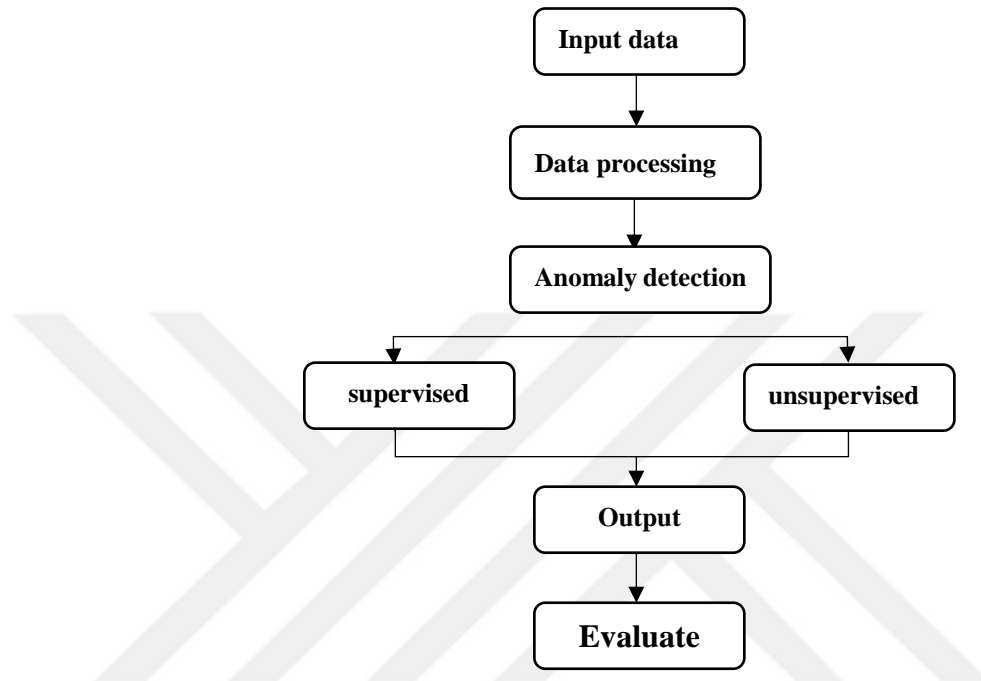 Input data
Data processing
Anomaly detection
supervised
unsupervised
Output
Evaluate